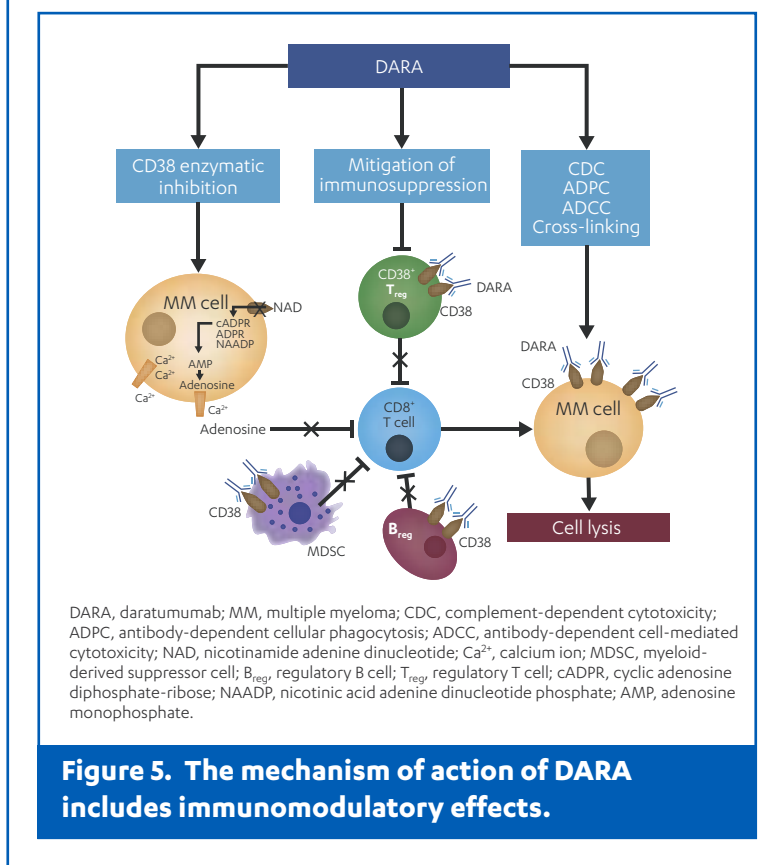 DARA
CD38 enzymatic
inhibition
Mitigation of
immunosuppression
CDC
ADPC
ADCC
Cross-linking
MM cell
NAD
cADPR
ADPR
NAADP
AMP
Adenosine
Ca²⁺
Ca²⁺
Ca²⁺
Ca²⁺
CD38⁺
Treg
DARA
CD38
Adenosine
CD8⁺
T cell
DARA
CD38
MM cell
CD38
MDSC
Breg
CD38
Cell lysis
DARA, daratumumab; MM, multiple myeloma; CDC, complement-dependent cytotoxicity;
ADPC, antibody-dependent cellular phagocytosis; ADCC, antibody-dependent cell-mediated
cytotoxicity; NAD, nicotinamide adenine dinucleotide; Ca²⁺, calcium ion; MDSC, myeloid-
derived suppressor cell; Breg, regulatory B cell; Treg, regulatory T cell; cADPR, cyclic adenosine
diphosphate-ribose; NAADP, nicotinic acid adenine dinucleotide phosphate; AMP, adenosine
monophosphate.
Figure 5. The mechanism of action of DARA
includes immunomodulatory effects.